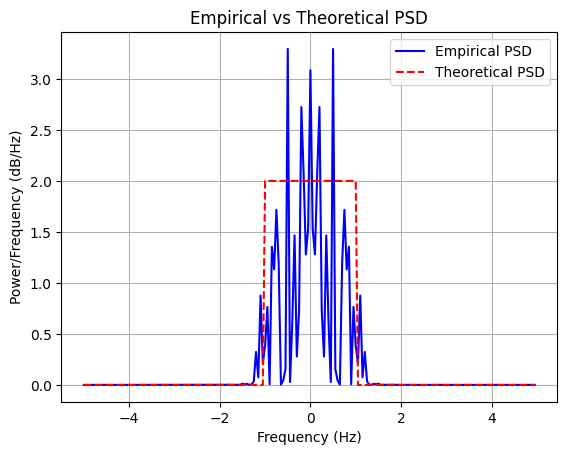 Empirical vs Theoretical PSD
Empirical PSD
Theoretical PSD
Power/Frequency (dB/Hz)
3.0
2.5
2.0
1.5
1.0
0.5
0.0
−4
−2
0
2
4
Frequency (Hz)